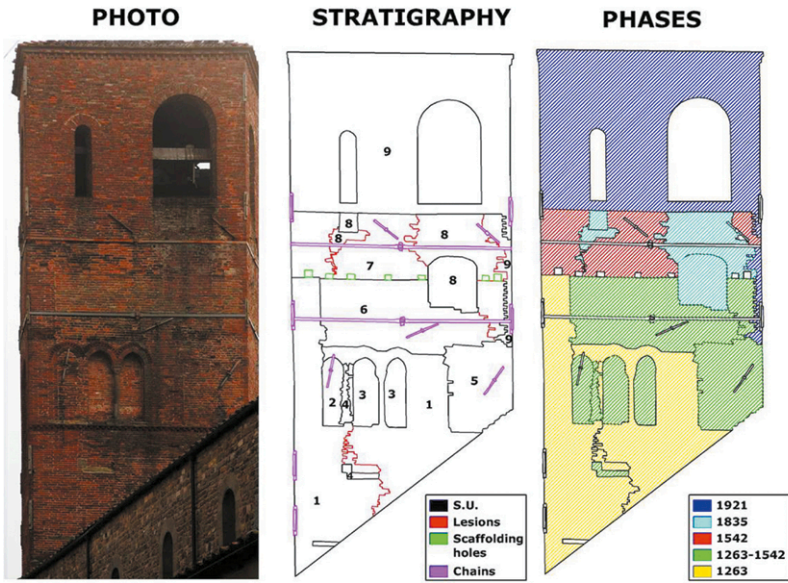 PHOTO
STRATIGRAPHY
PHASES
9
8
8
8
7
9
8
6
9
5
2
4
3
3
1
1
S.U.
Lesions
Scaffolding
holes
Chains
1921
1835
1542
1263-1542
1263